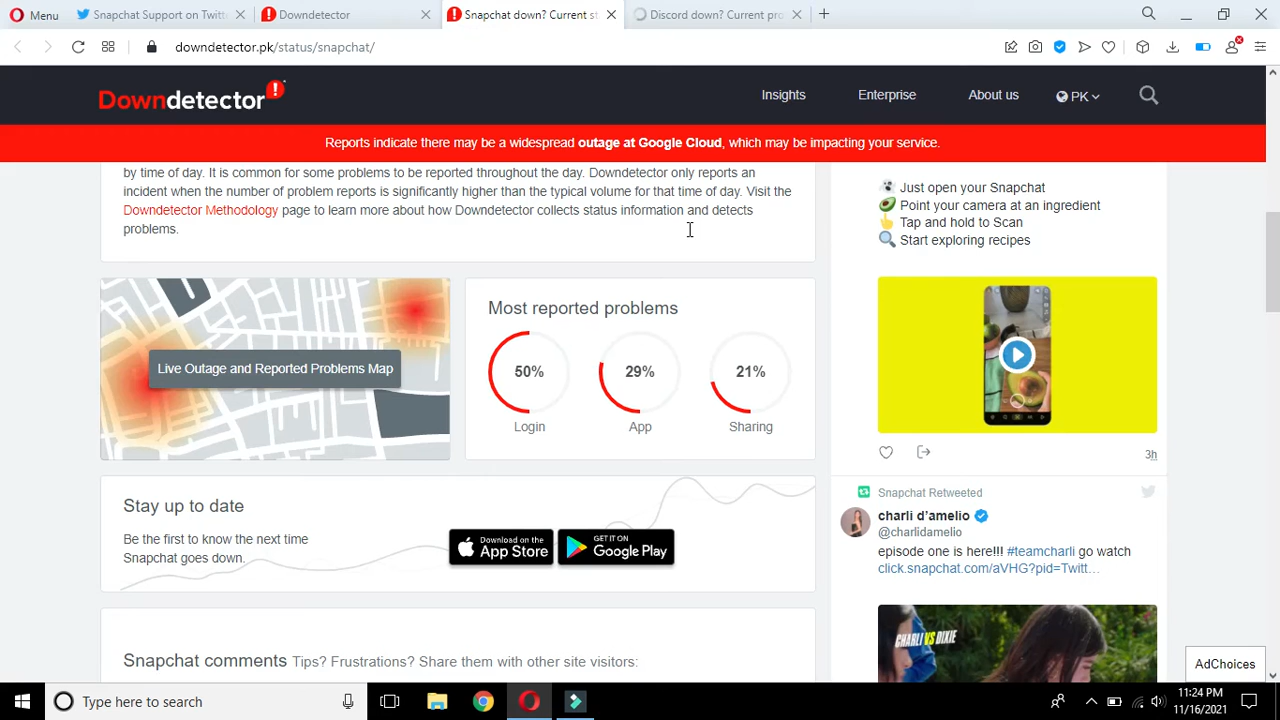 Menu
Snapchat Support on Twitt
Downdetector
Snapchat down? Current st
Discord down? Current pro
downdetector.pk/status/snapchat/
Downdetector
Insights
Enterprise
About us
PK
Reports indicate there may be a widespread outage at Google Cloud, which may be impacting your service.
by time of day. It is common for some problems to be reported throughout the day. Downdetector only reports an
incident when the number of problem reports is significantly higher than the typical volume for that time of day. Visit the
Downdetector Methodology page to learn more about how Downdetector collects status information and detects
problems.
Live Outage and Reported Problems Map
Most reported problems
50%
29%
21%
Login
App
Sharing
Stay up to date
Be the first to know the next time
Snapchat goes down.
Download on the
App Store
GET IT ON
Google Play
Snapchat comments Tips? Frustrations? Share them with other site visitors:
Just open your Snapchat
Point your camera at an ingredient
Tap and hold to Scan
Start exploring recipes
3h
Snapchat Retweeted
charli d’amelio
@charlidamelio
episode one is here!!! #teamcharli go watch
click.snapchat.com/aVHG?pid=Twitt…
CHARLI VS DIXIE
AdChoices
Type here to search
11:24 PM
11/16/2021